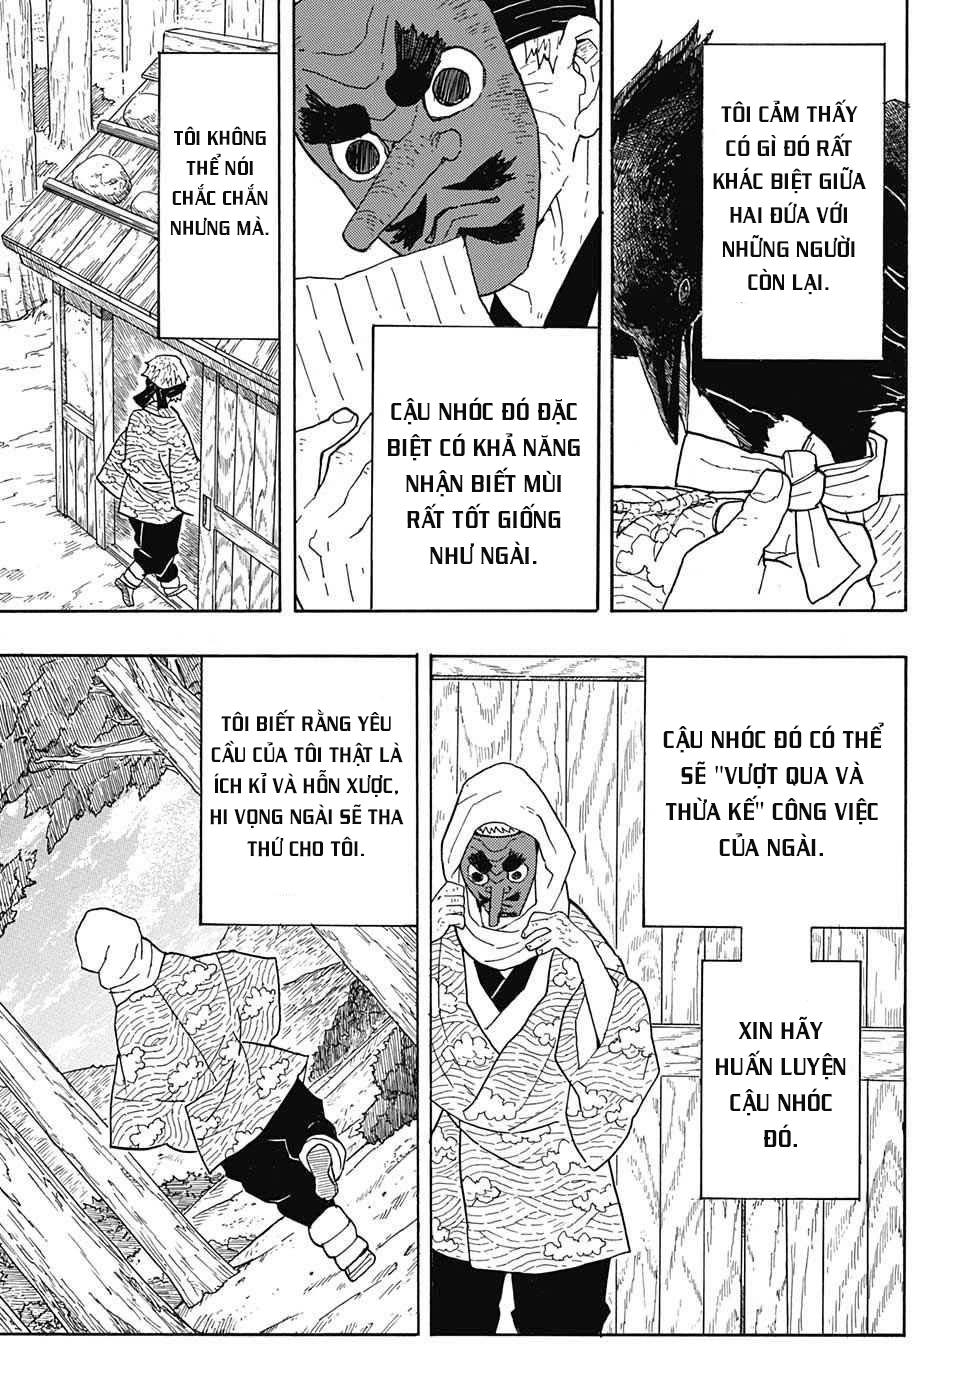 TÔI CẢM THẤY
CÓ GÌ ĐÓ RẤT
KHÁC BIỆT GIỮA
HAI ĐỨA VỚI
NHỮNG NGƯỜI
CÒN LẠI.
CẬU NHÓC ĐÓ ĐẶC
BIỆT CÓ KHẢ NĂNG
NHẬN BIẾT MÙI
RẤT TỐT GIỐNG
NHƯ NGÀI.
TÔI KHÔNG
THỂ NÓI
CHẮC CHẮN
NHƯNG MÀ.
CẬU NHÓC ĐÓ CÓ THỂ
SẼ "VƯỢT QUA VÀ
THỪA KẾ" CÔNG VIỆC
CỦA NGÀI.
XIN HÃY
HUẤN LUYỆN
CẬU NHÓC
ĐÓ.
TÔI BIẾT RẰNG YÊU
CẦU CỦA TÔI THẬT LÀ
ÍCH KỈ VÀ HỖN XƯỢC,
HI VỌNG NGÀI SẼ THA
THỨ CHO TÔI.